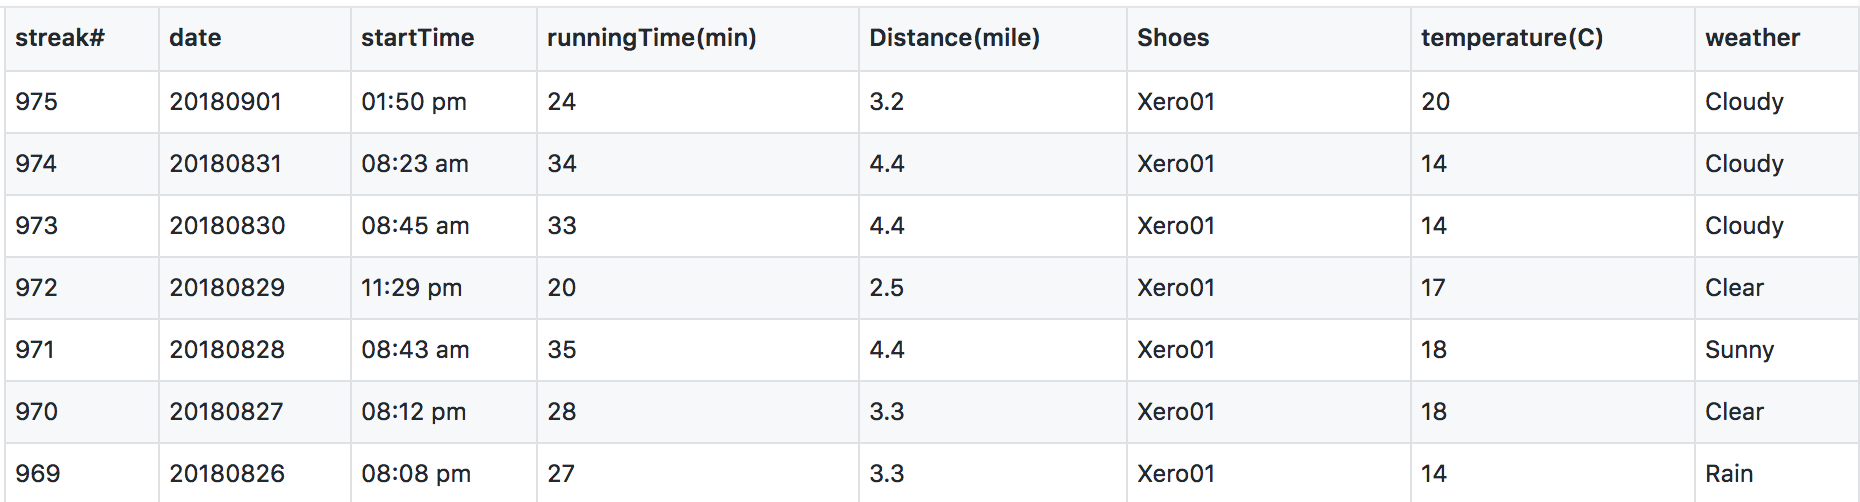 streak# date startTime runningTime(min) Distance(mile) Shoes temperature(C) weather
975 20180901 01:50 pm 24 3.2 Xero01 20 Cloudy
974 20180831 08:23 am 34 4.4 Xero01 14 Cloudy
973 20180830 08:45 am 33 4.4 Xero01 14 Cloudy
972 20180829 11:29 pm 20 2.5 Xero01 17 Clear
971 20180828 08:43 am 35 4.4 Xero01 18 Sunny
970 20180827 08:12 pm 28 3.3 Xero01 18 Clear
969 20180826 08:08 pm 27 3.3 Xero01 14 Rain